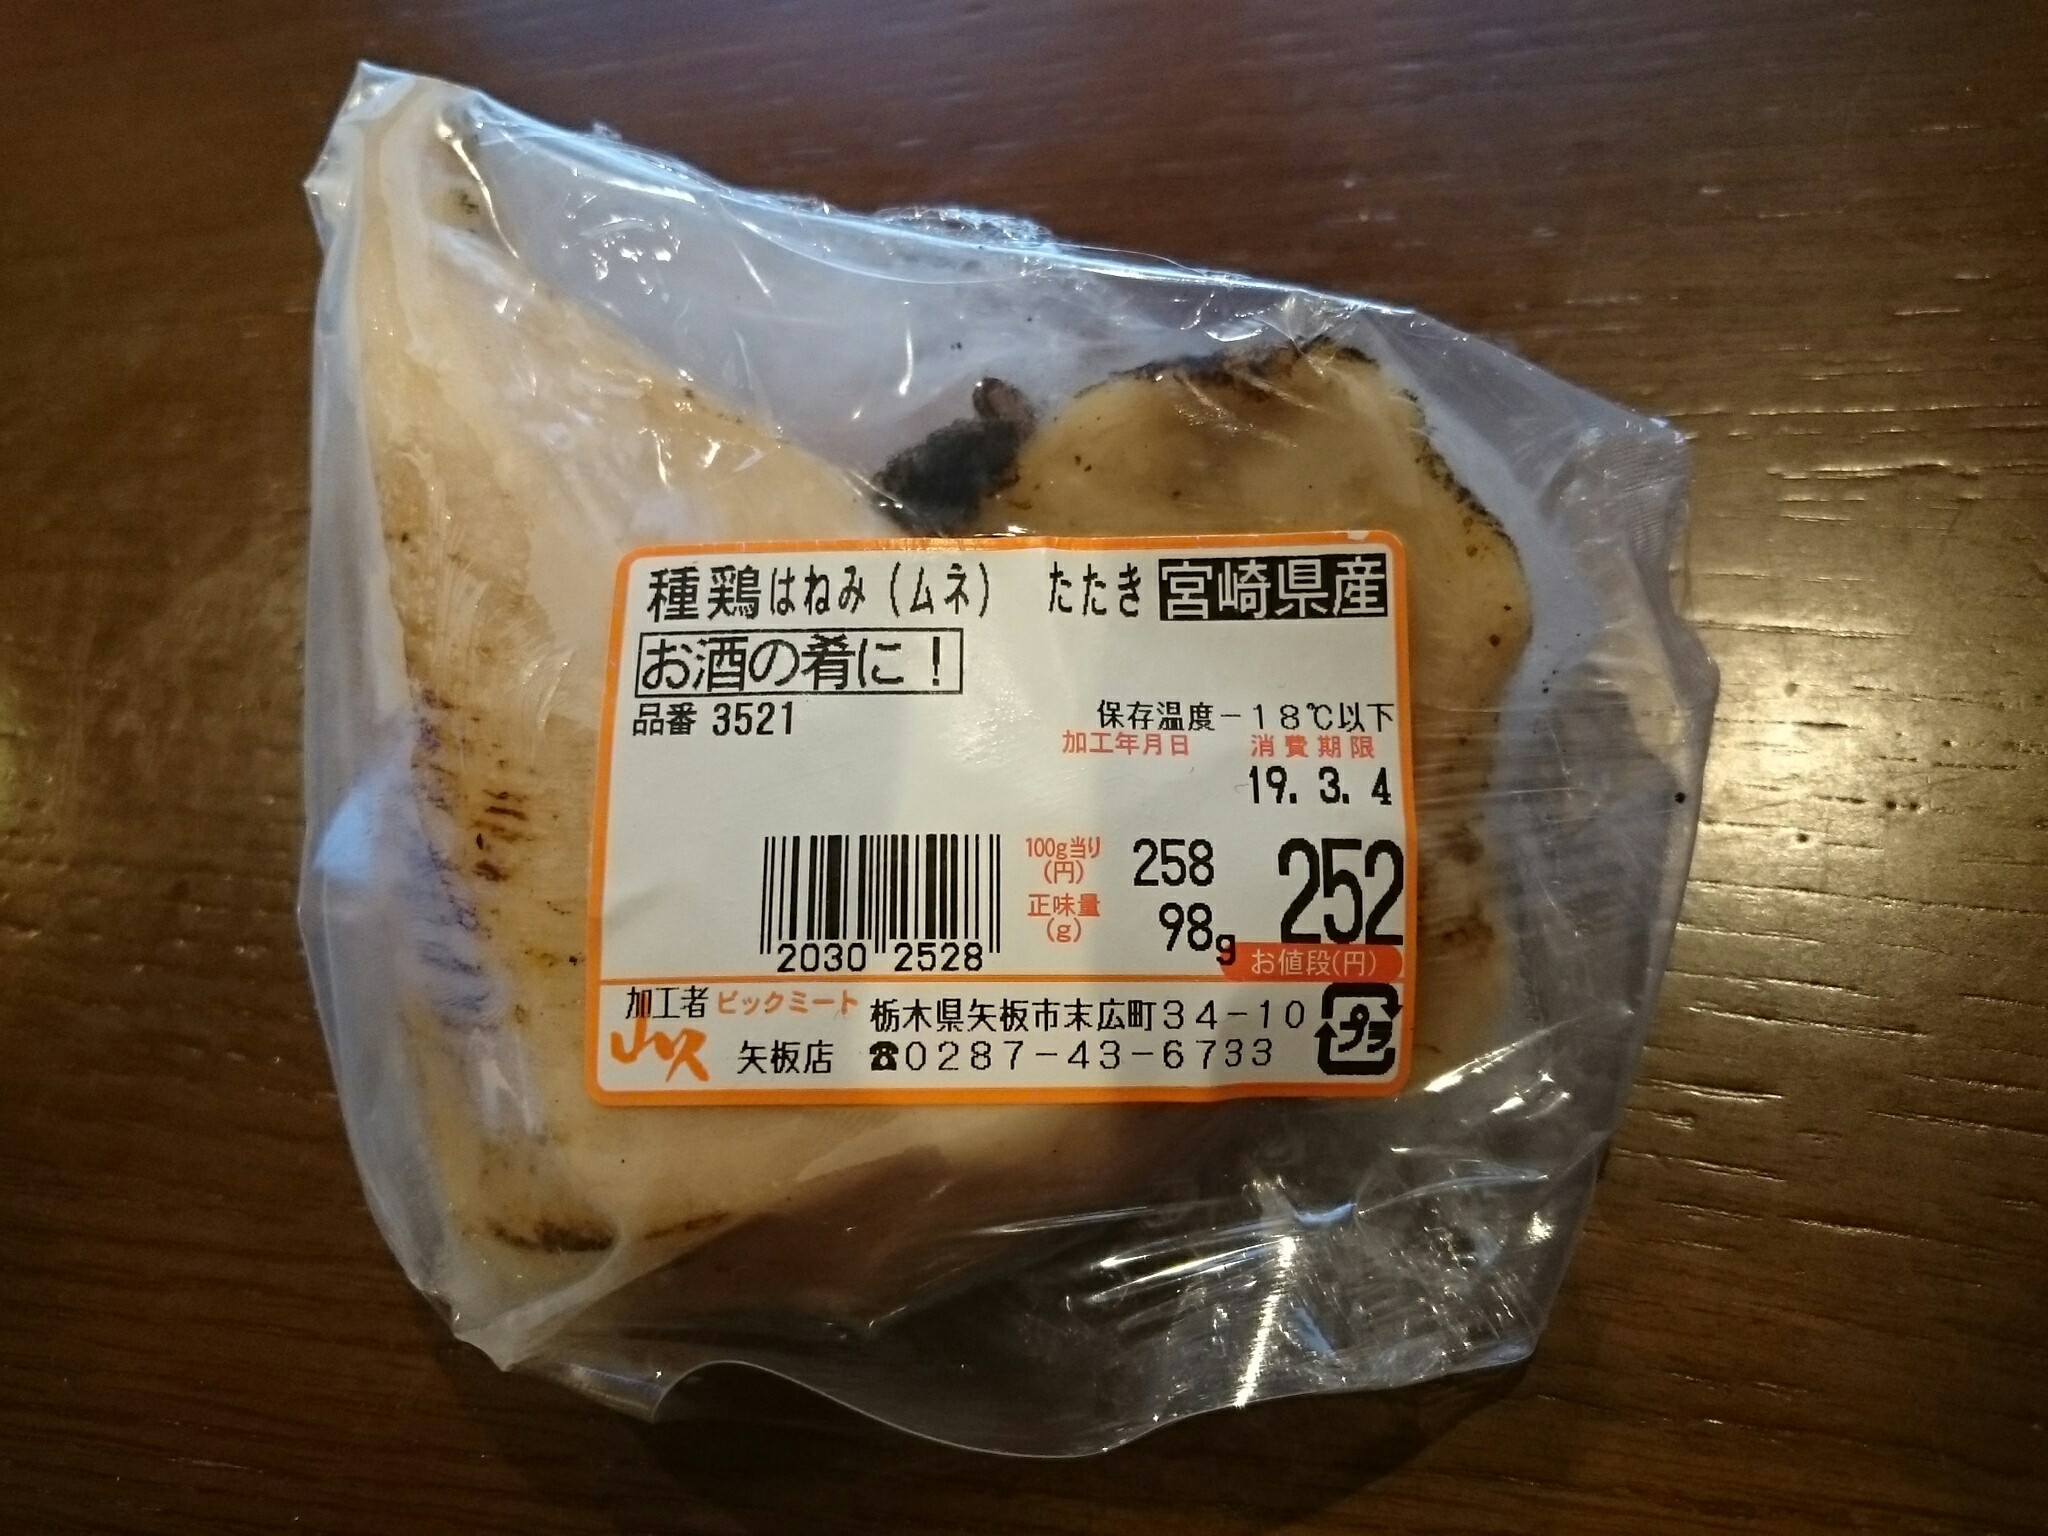 種鶏はねみ(ムネ) たたき 宮崎県産
お酒の肴に!
品番 3521
保存温度-18℃以下
加工年月日 消費期限
19. 3. 4
100g当り(円) 258
正味量(g) 98g
252
お値段(円)
2030 2528
加工者 ビックミート 栃木県矢板市末広町34-10
矢板店 ☎0287-43-6733
プラ